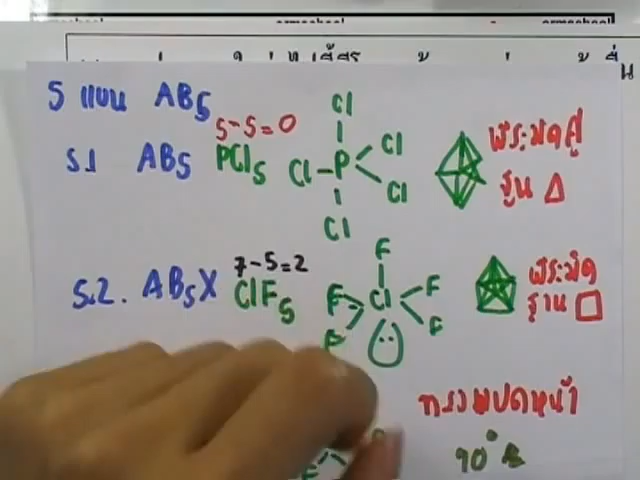 5 แบบ AB5
5-5=0
5.1 AB5 PCl5
Cl
Cl P Cl
Cl
Cl
พีระมิดคู่
ฐาน Δ
7-5=2
5.2. AB5X ClF5
F
F Cl F
F F
พีระมิด
ฐาน □
ทรงแปดหน้า
90°
F